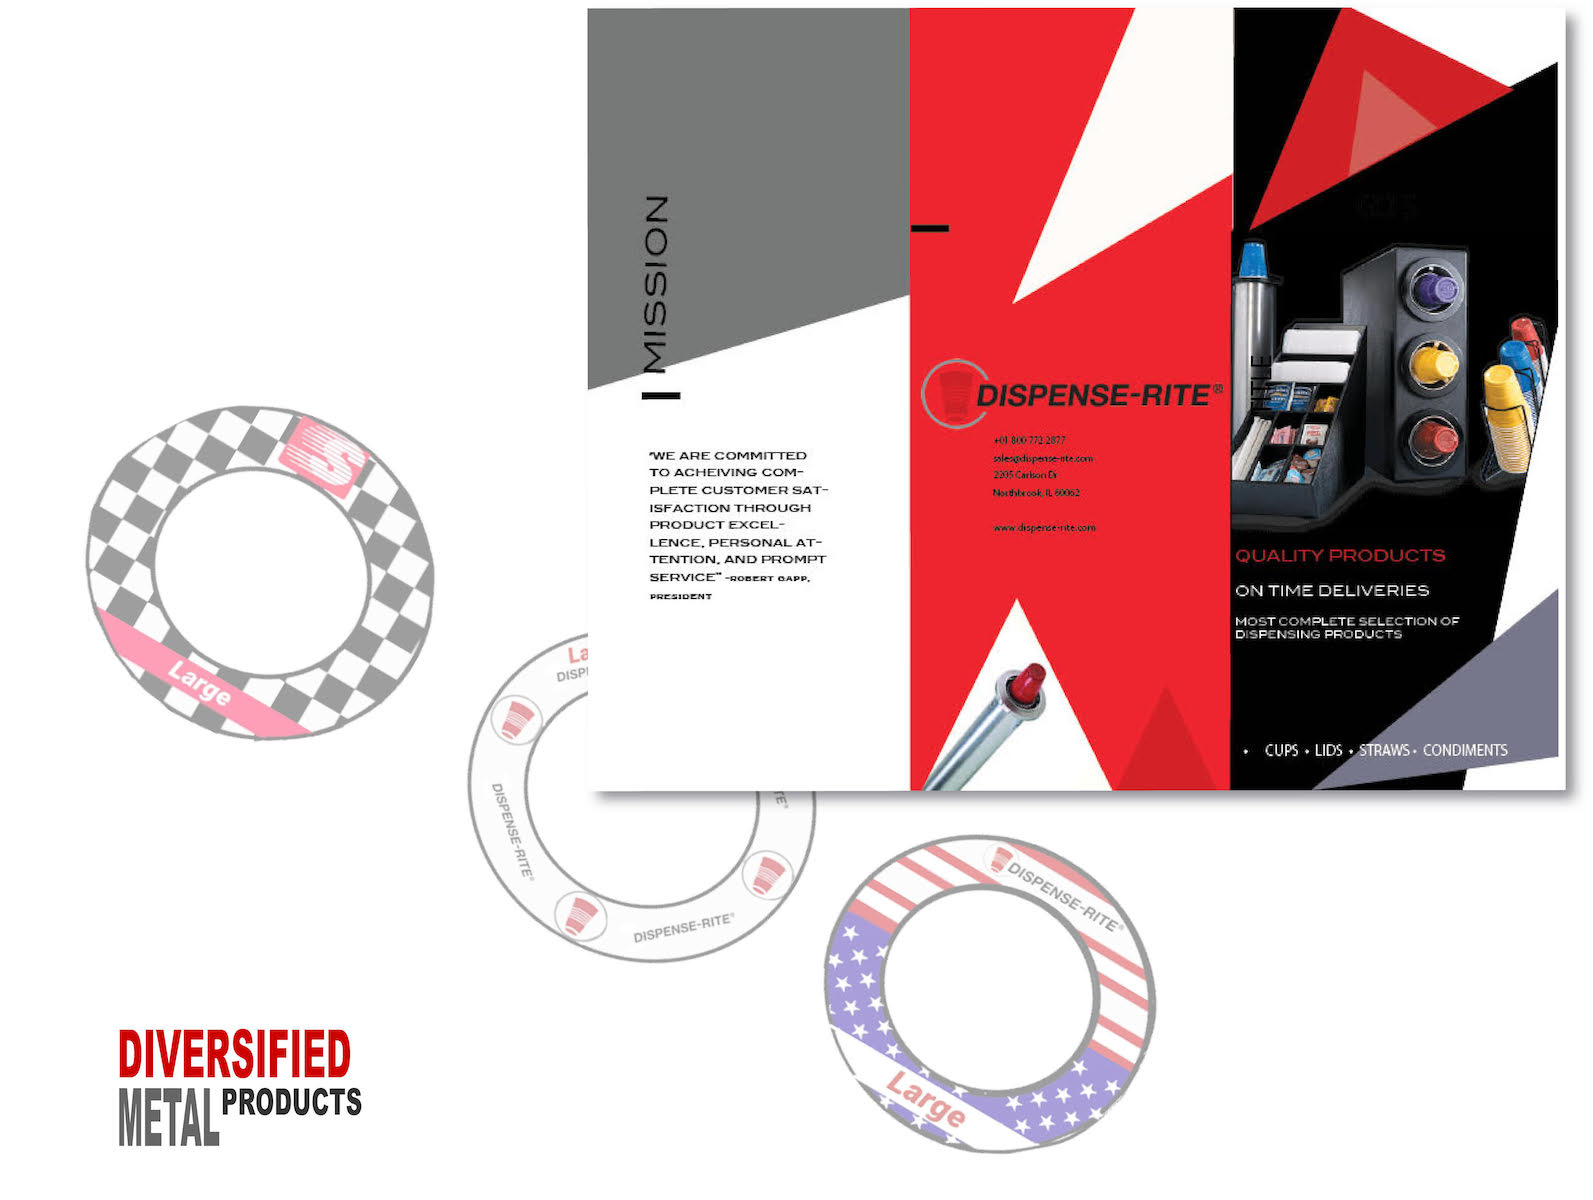 MISSION
"WE ARE COMMITTED
TO ACHEIVING COM-
PLETE CUSTOMER SAT-
ISFACTION THROUGH
PRODUCT EXCEL-
LENCE, PERSONAL AT-
TENTION, AND PROMPT
SERVICE" -ROBERT GAPP,
PRESIDENT
DISPENSE-RITE®
+01 800 772 2877
sales@dispense-rite.com
2205 Carlson Dr
Northbrook, IL 60062
www.dispense-rite.com
QUALITY PRODUCTS
ON TIME DELIVERIES
MOST COMPLETE SELECTION OF
DISPENSING PRODUCTS
• CUPS • LIDS • STRAWS • CONDIMENTS
S
Large
La
DISP
DISPENSE-RITE®
DISPENSE-RITE®
TE®
DISPENSE-RITE®
Large
DIVERSIFIED
METAL PRODUCTS